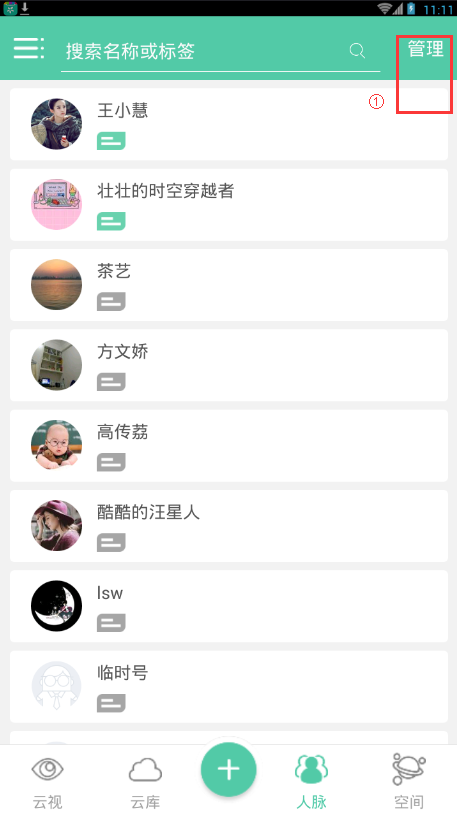 11:11
搜索名称或标签
管理
①
王小慧
壮壮的时空穿越者
茶艺
方文娇
高传荔
酷酷的汪星人
lsw
临时号
云视
云库
人脉
空间